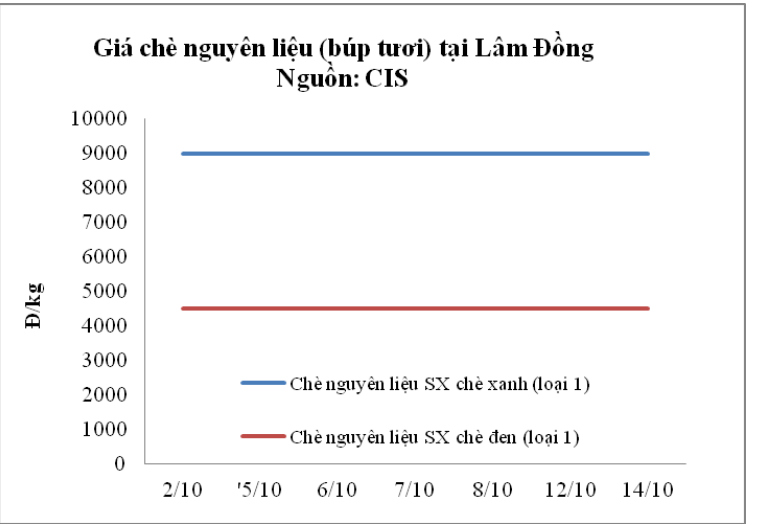 Giá chè nguyên liệu (búp tươi) tại Lâm Đồng
Nguồn: CIS
10000
9000
8000
7000
6000
5000
4000
3000
2000
1000
0
Đ/kg
Chè nguyên liệu SX chè xanh (loại 1)
Chè nguyên liệu SX chè đen (loại 1)
2/10 '5/10 6/10 7/10 8/10 12/10 14/10